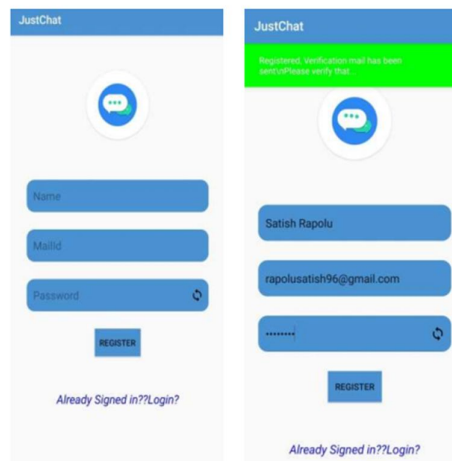 JustChat
Name
MailId
Password
REGISTER
Already Signed in??Login?
JustChat
Registered, Verification mail has been
sent\nPlease verify that...
Satish Rapolu
rapolusatish96@gmail.com
••••••••
REGISTER
Already Signed in??Login?